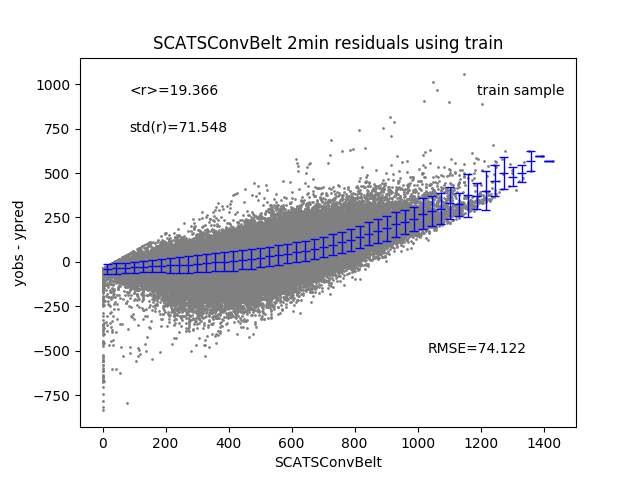 SCATSConvBelt 2min residuals using train
1000
<r>=19.366
train sample
750
std(r)=71.548
500
250
yobs - ypred
0
−250
−500
RMSE=74.122
−750
0 200 400 600 800 1000 1200 1400
SCATSConvBelt